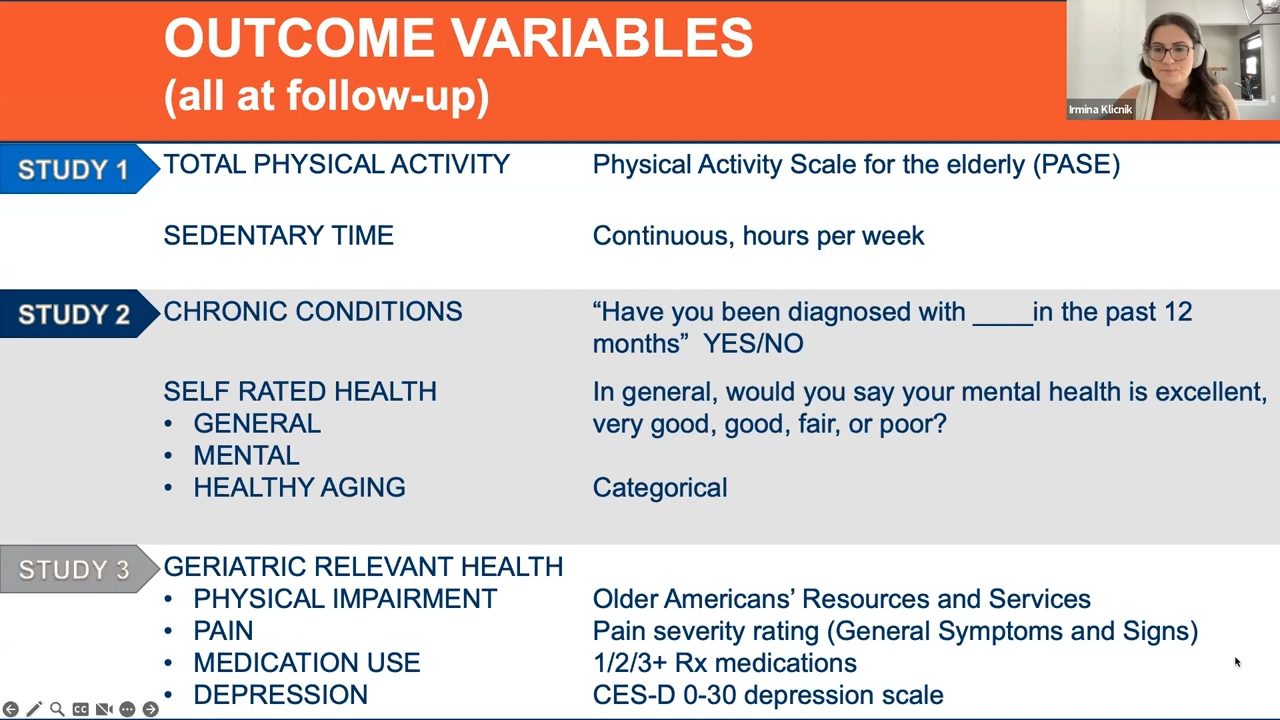 OUTCOME VARIABLES
(all at follow-up)
Irmina Klicnik
STUDY 1
TOTAL PHYSICAL ACTIVITY
Physical Activity Scale for the elderly (PASE)
SEDENTARY TIME
Continuous, hours per week
STUDY 2
CHRONIC CONDITIONS
“Have you been diagnosed with ____in the past 12
months” YES/NO
SELF RATED HEALTH
In general, would you say your mental health is excellent,
• GENERAL
very good, good, fair, or poor?
• MENTAL
• HEALTHY AGING
Categorical
STUDY 3
GERIATRIC RELEVANT HEALTH
• PHYSICAL IMPAIRMENT
Older Americans’ Resources and Services
• PAIN
Pain severity rating (General Symptoms and Signs)
• MEDICATION USE
1/2/3+ Rx medications
• DEPRESSION
CES-D 0-30 depression scale
CC